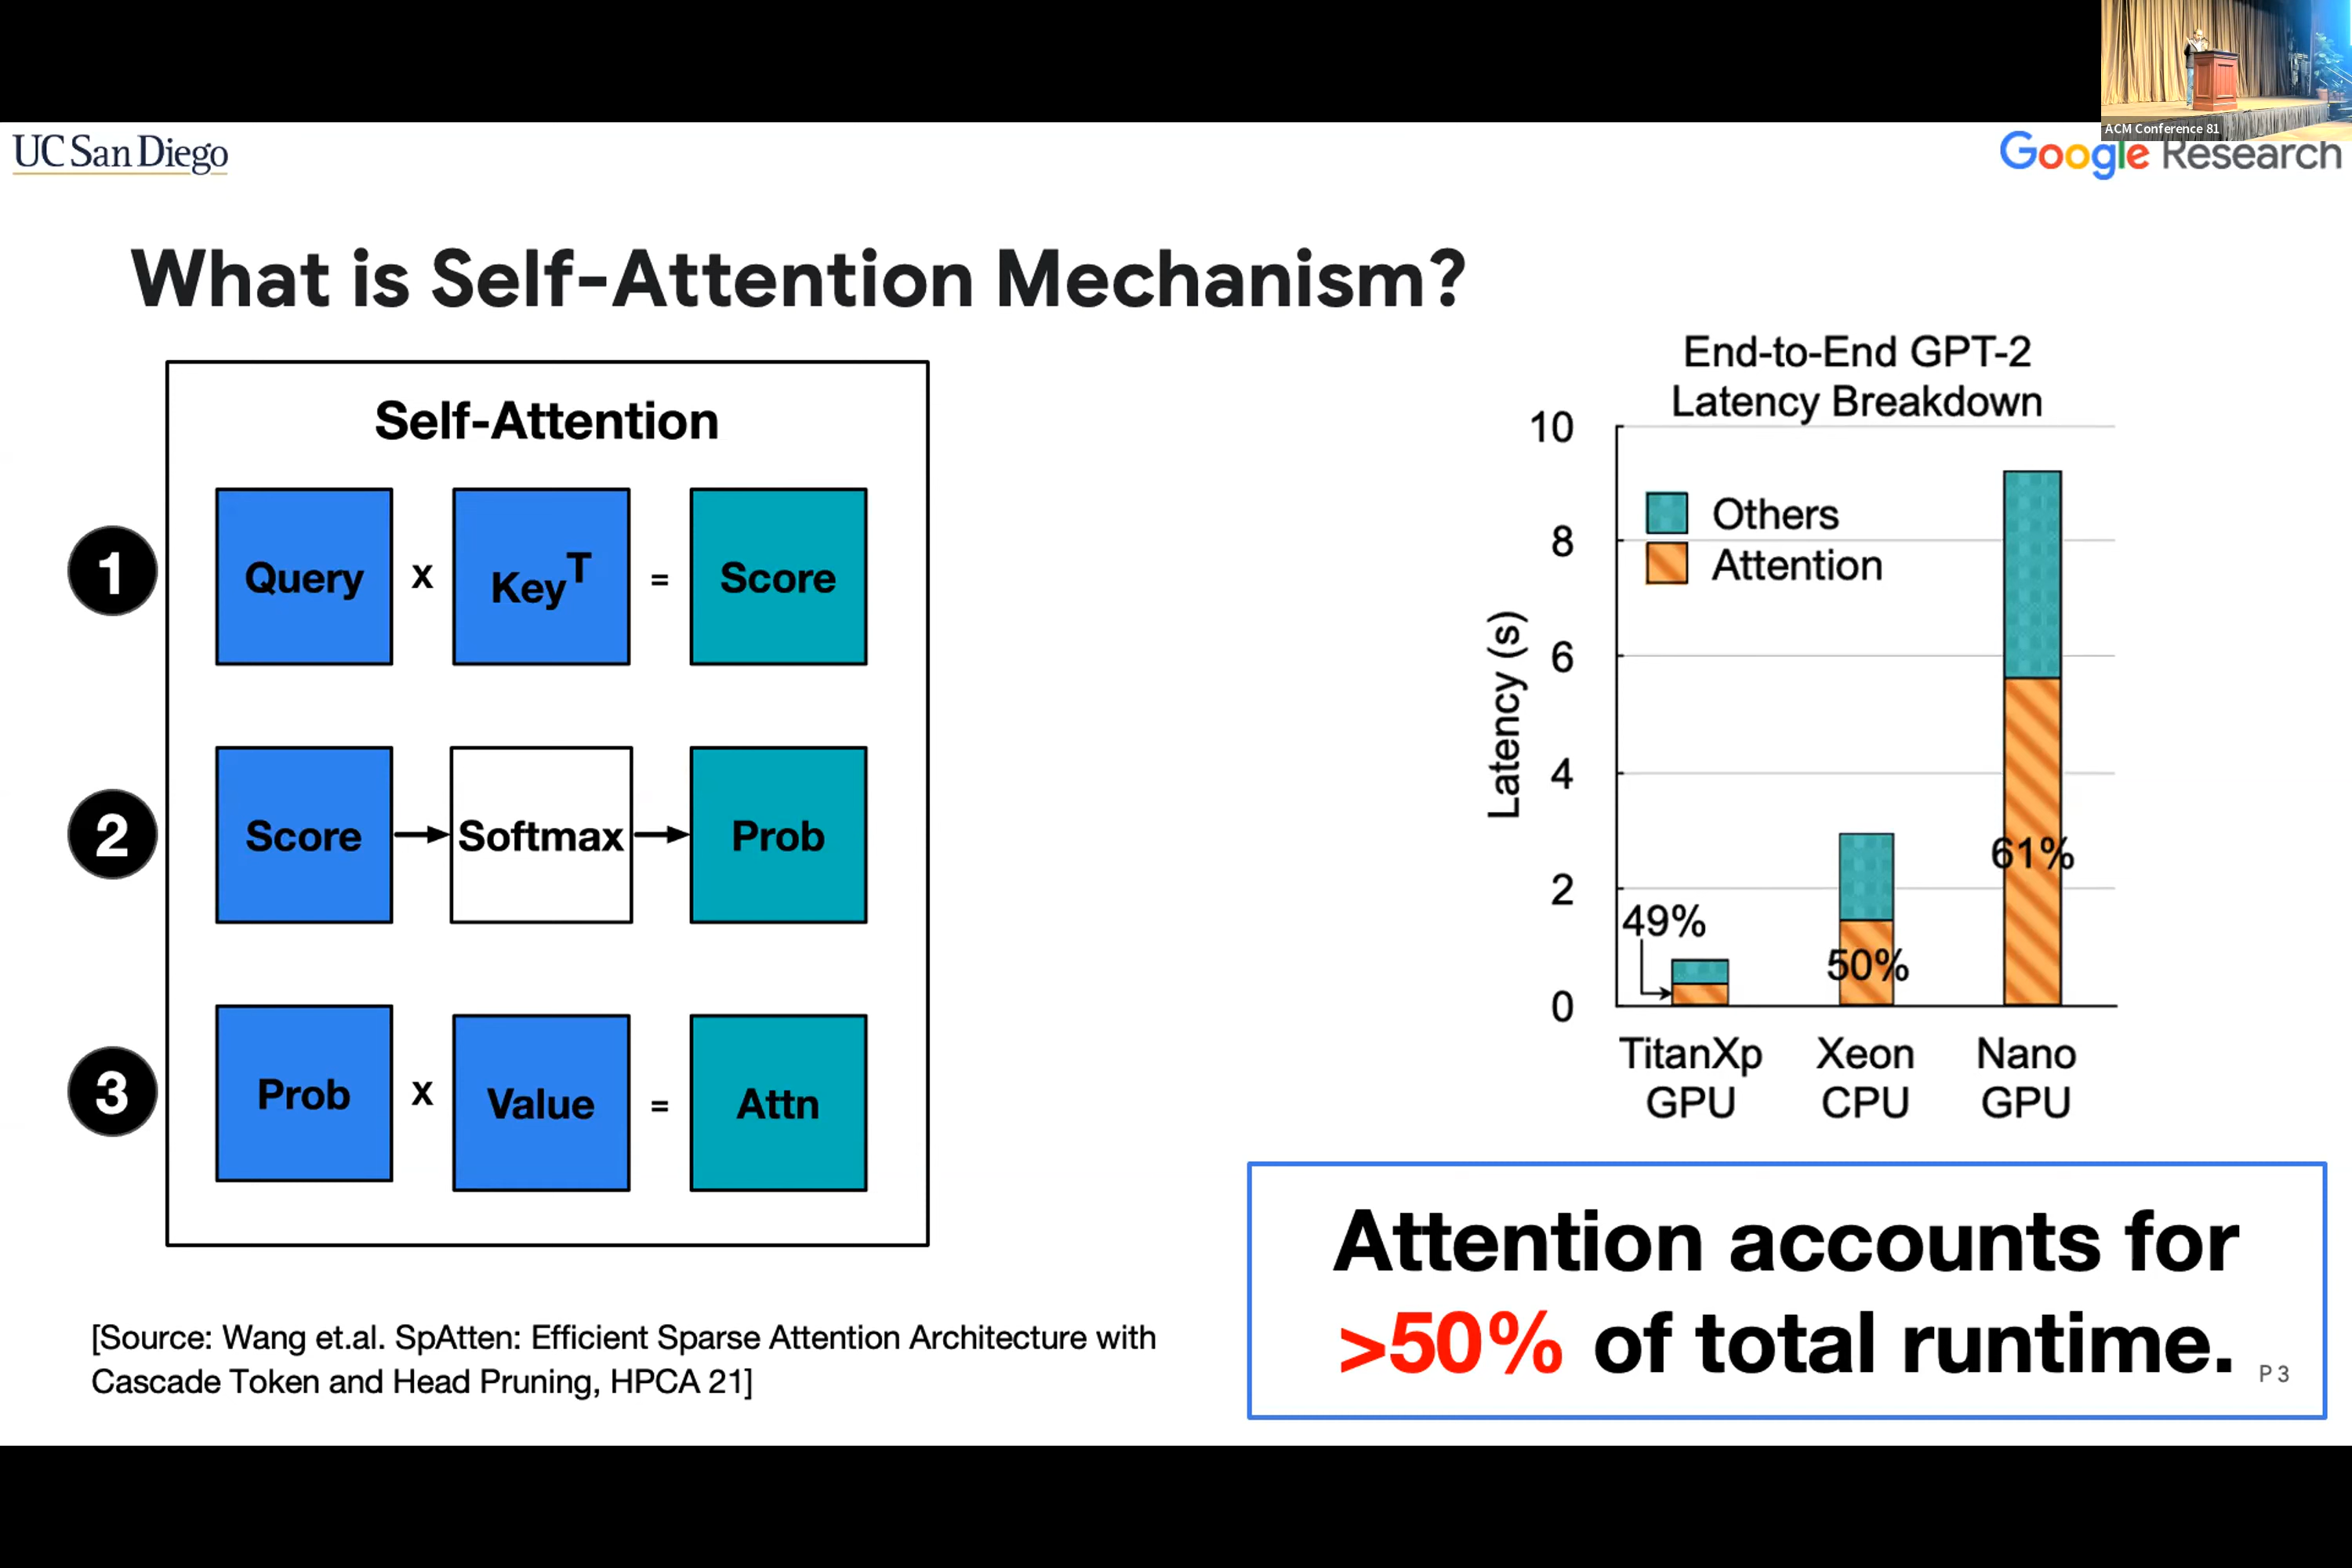 ACM Conference 81
UC San Diego
Google Research
What is Self-Attention Mechanism?
Self-Attention
1
Query x Key^T = Score
2
Score Softmax Prob
3
Prob x Value = Attn
[Source: Wang et.al. SpAtten: Efficient Sparse Attention Architecture with
Cascade Token and Head Pruning, HPCA 21]
End-to-End GPT-2
Latency Breakdown
Latency (s)
10
8
6
4
2
0
Others
Attention
49%
50%
61%
TitanXp
GPU
Xeon
CPU
Nano
GPU
Attention accounts for
>50% of total runtime.
P 3